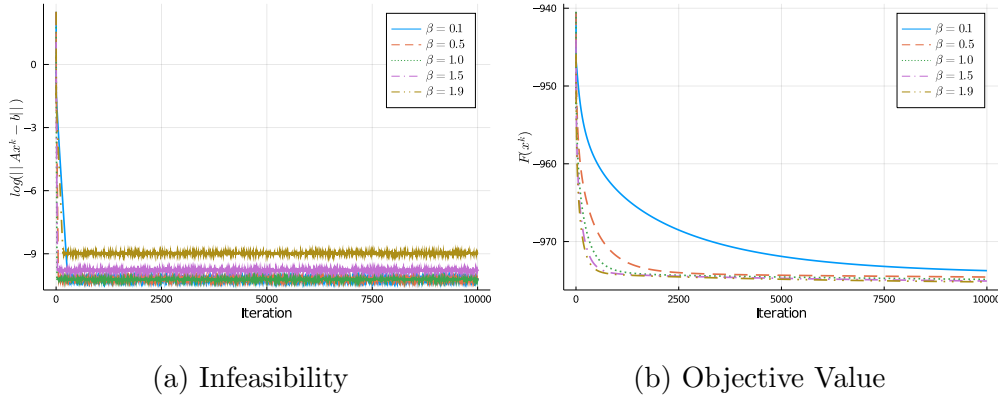 0
−3
−6
−9
log(|| Ax^k − b||)
0
2500
5000
7500
10000
Iteration
β = 0.1
β = 0.5
β = 1.0
β = 1.5
β = 1.9
(a) Infeasibility
−940
−950
−960
−970
F(x^k)
0
2500
5000
7500
10000
Iteration
β = 0.1
β = 0.5
β = 1.0
β = 1.5
β = 1.9
(b) Objective Value